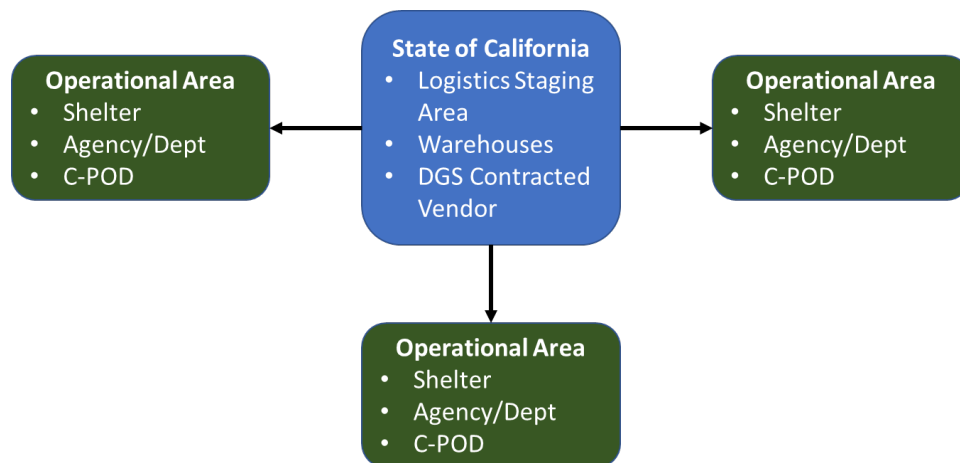 State of California
• Logistics Staging
Area
• Warehouses
• DGS Contracted
Vendor
Operational Area
• Shelter
• Agency/Dept
• C-POD
Operational Area
• Shelter
• Agency/Dept
• C-POD
Operational Area
• Shelter
• Agency/Dept
• C-POD